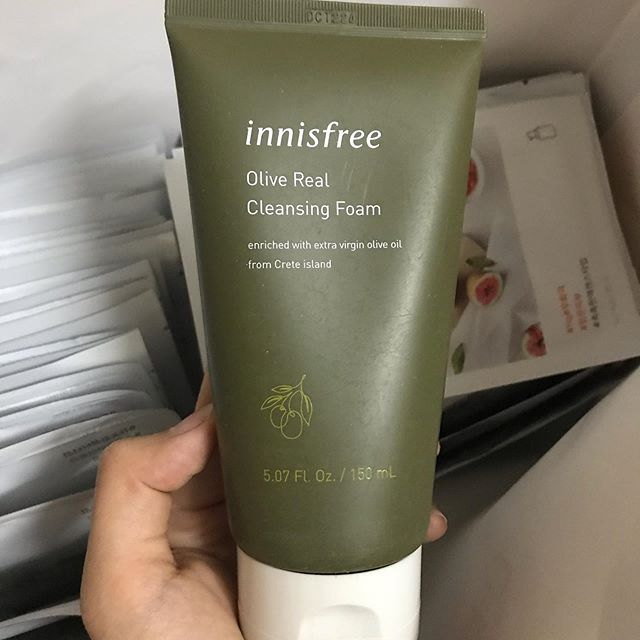 innisfree
Olive Real
Cleansing Foam
enriched with extra virgin olive oil
from Crete island
5.07 Fl. Oz. / 150 mL